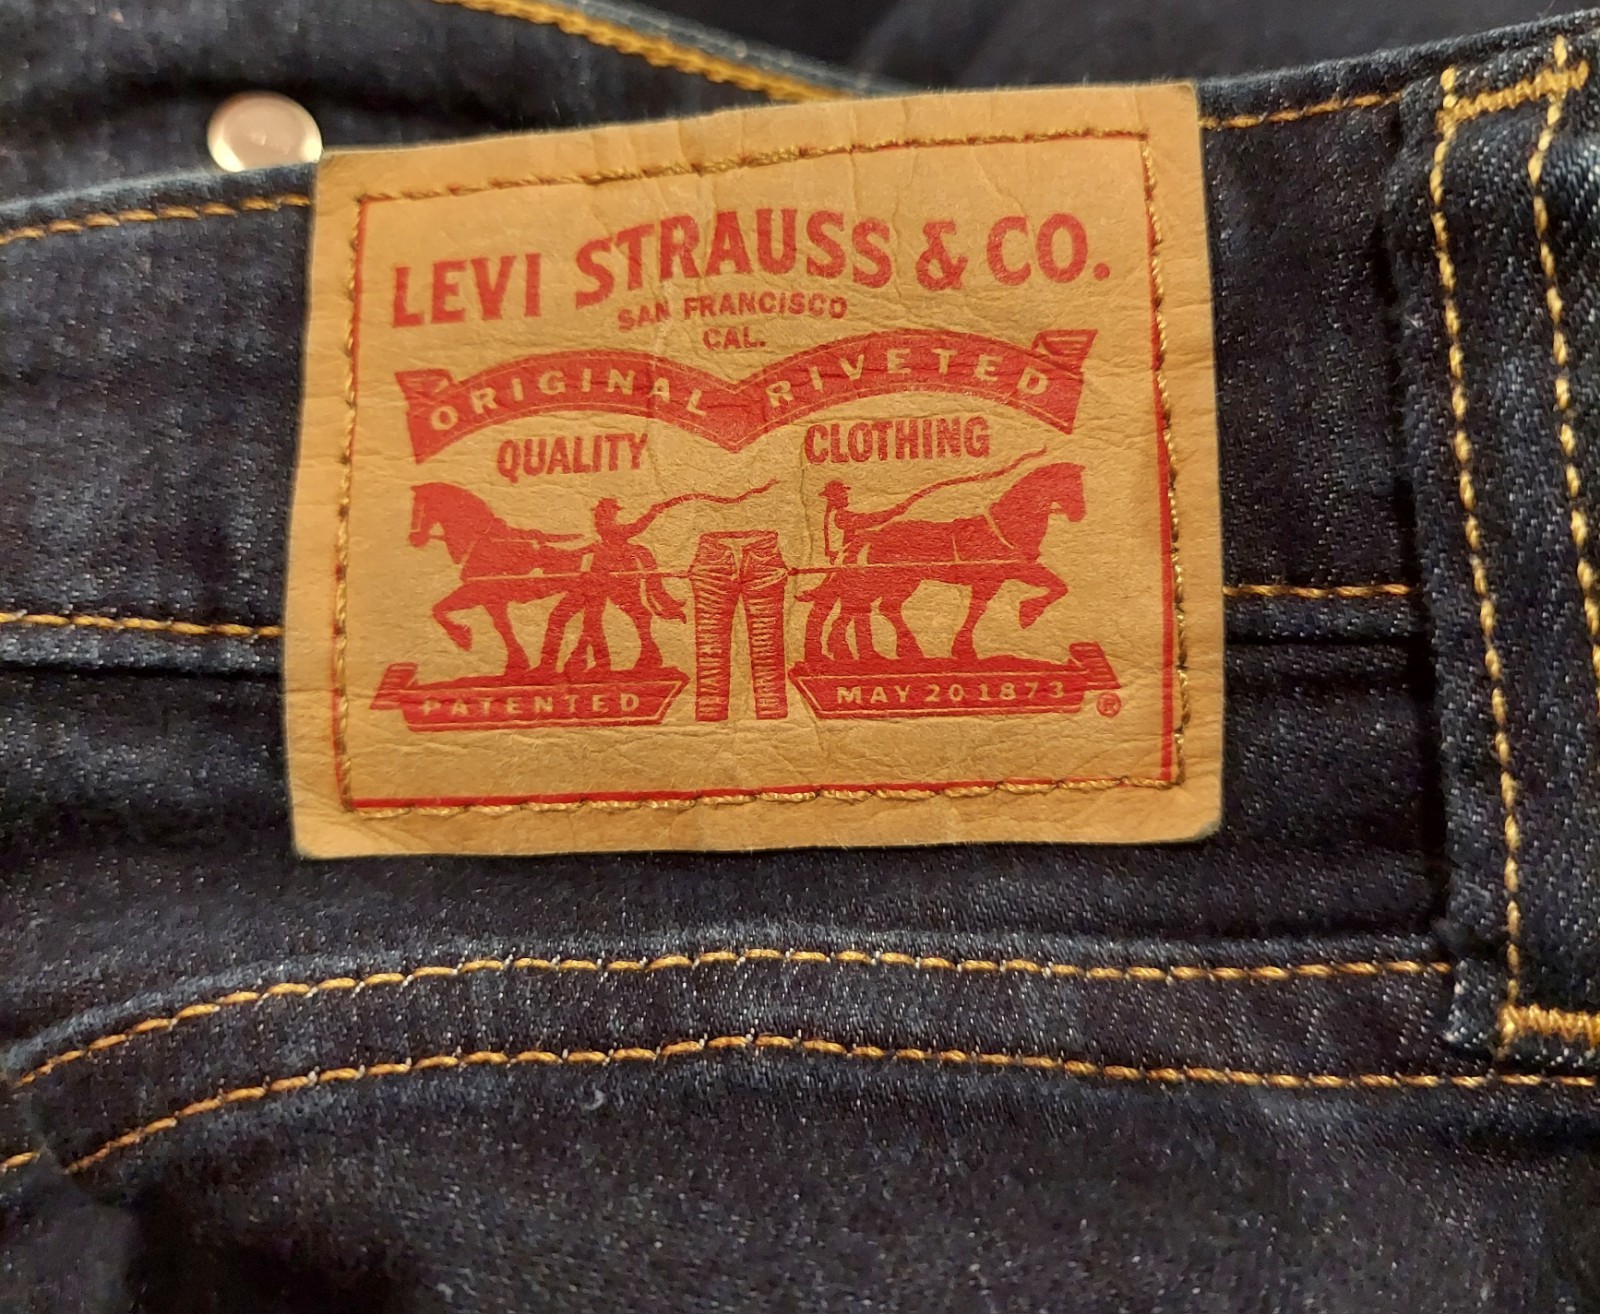 LEVI STRAUSS & CO.
SAN FRANCISCO
CAL.
ORIGINAL RIVETED
QUALITY CLOTHING
PATENTED MAY 20 1873 ®